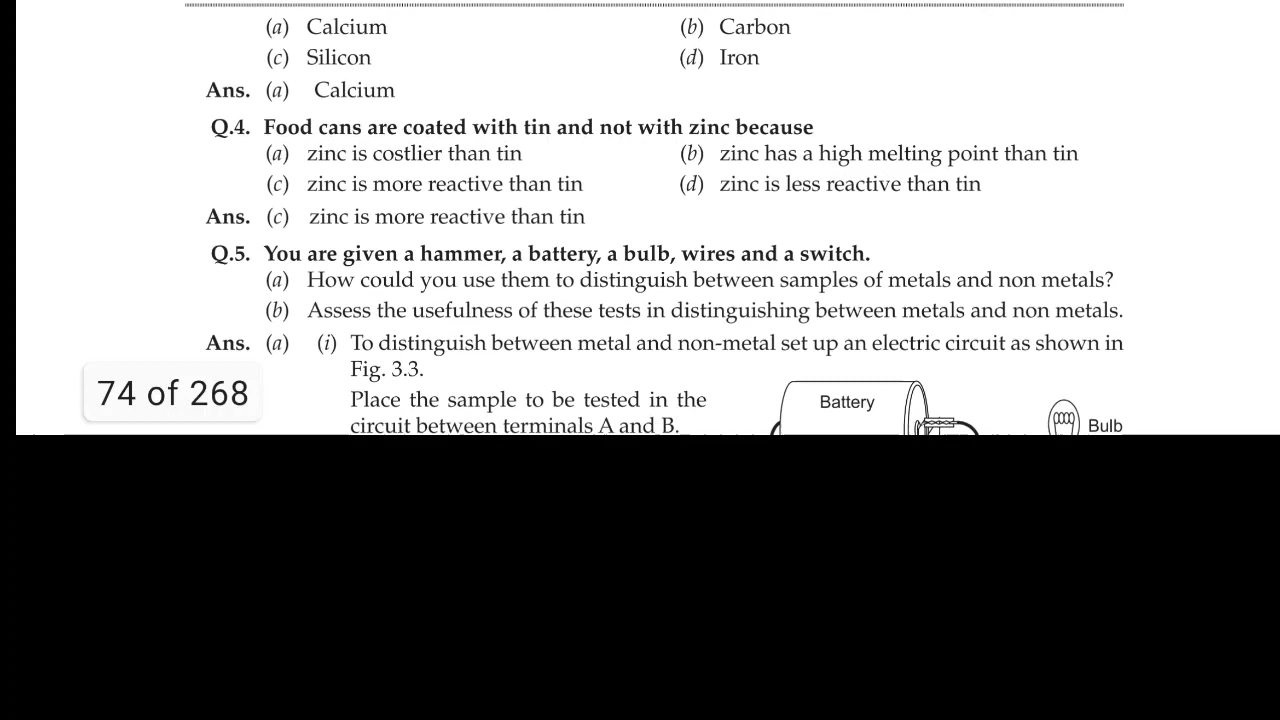 (a) Calcium (b) Carbon
(c) Silicon (d) Iron
Ans. (a) Calcium
Q.4. Food cans are coated with tin and not with zinc because
(a) zinc is costlier than tin (b) zinc has a high melting point than tin
(c) zinc is more reactive than tin (d) zinc is less reactive than tin
Ans. (c) zinc is more reactive than tin
Q.5. You are given a hammer, a battery, a bulb, wires and a switch.
(a) How could you use them to distinguish between samples of metals and non metals?
(b) Assess the usefulness of these tests in distinguishing between metals and non metals.
Ans. (a) (i) To distinguish between metal and non-metal set up an electric circuit as shown in
Fig. 3.3.
74 of 268
Place the sample to be tested in the
circuit between terminals A and B.
Battery
Bulb